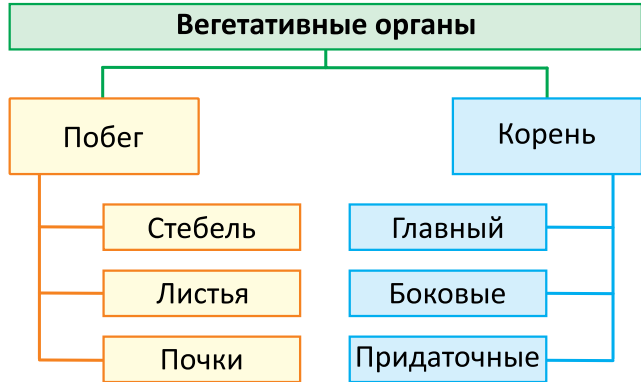 Вегетативные органы
Побег
Корень
Стебель
Главный
Листья
Боковые
Почки
Придаточные